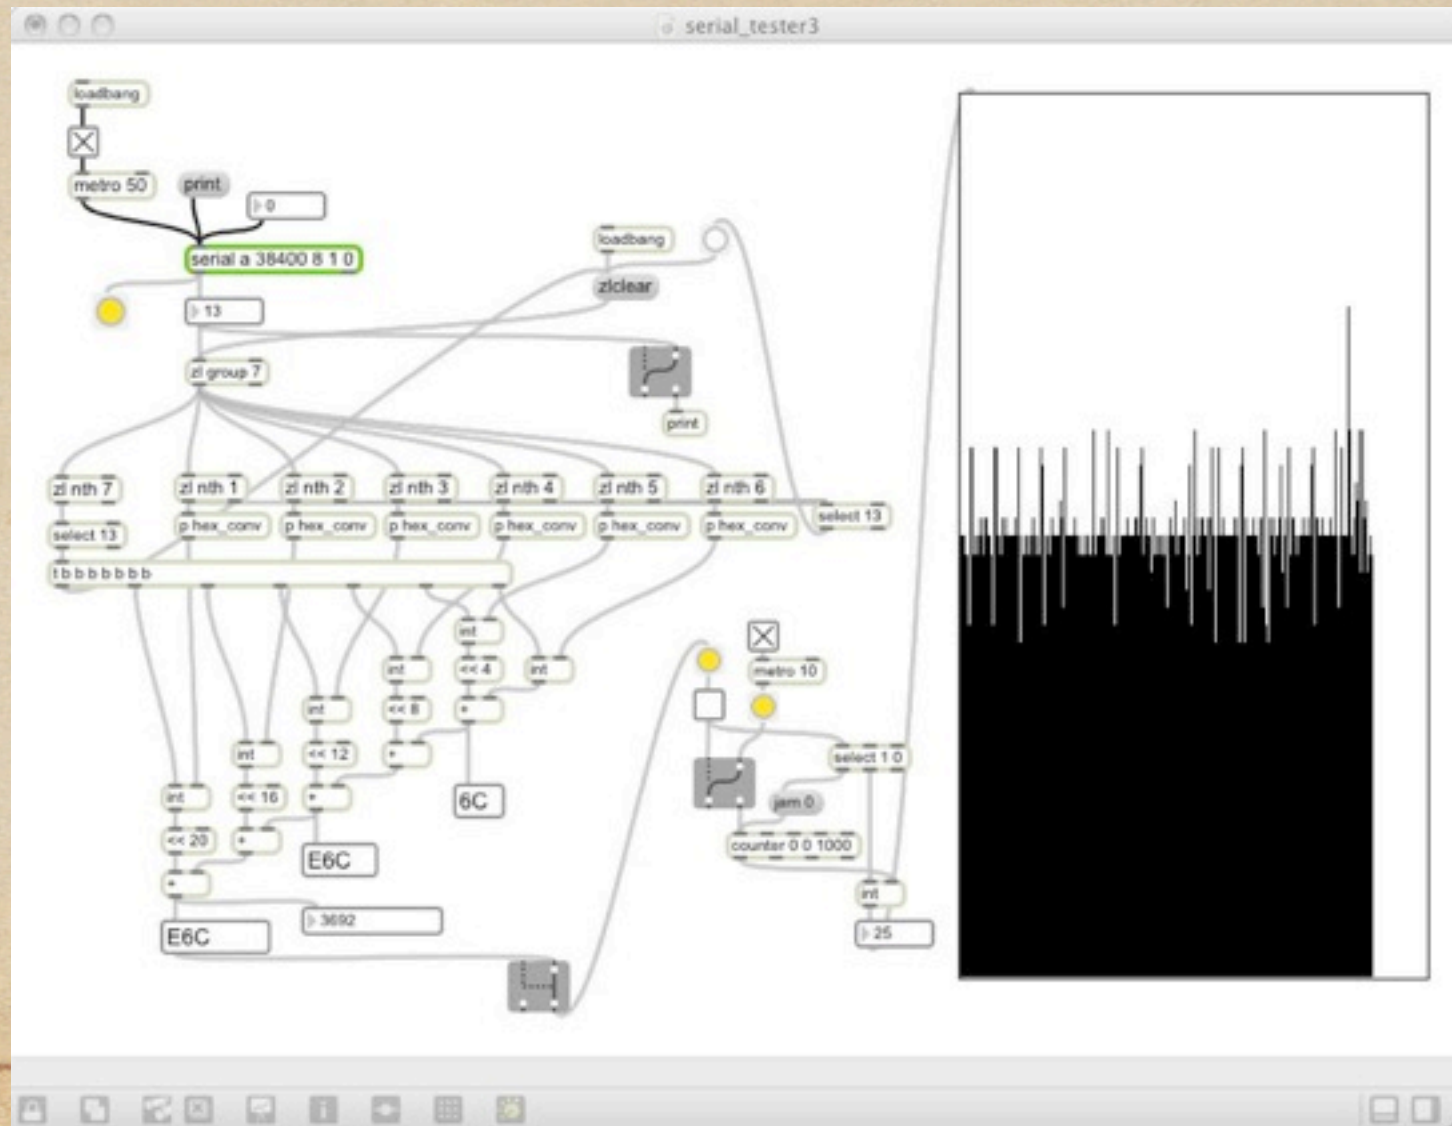 serial_tester3
loadbang
metro 50
print
0
serial a 38400 8 1 0
loadbang
zlclear
13
zl group 7
print
zl nth 7
zl nth 1
zl nth 2
zl nth 3
zl nth 4
zl nth 5
zl nth 6
select 13
p hex_conv
p hex_conv
p hex_conv
p hex_conv
p hex_conv
p hex_conv
select 13
t b b b b b b b
int
int
<< 4
int
metro 10
int
<< 8
+
int
<< 12
+
select 1 0
int
<< 16
+
6C
jam 0
<< 20
+
E6C
counter 0 0 1000
+
int
E6C
3692
25